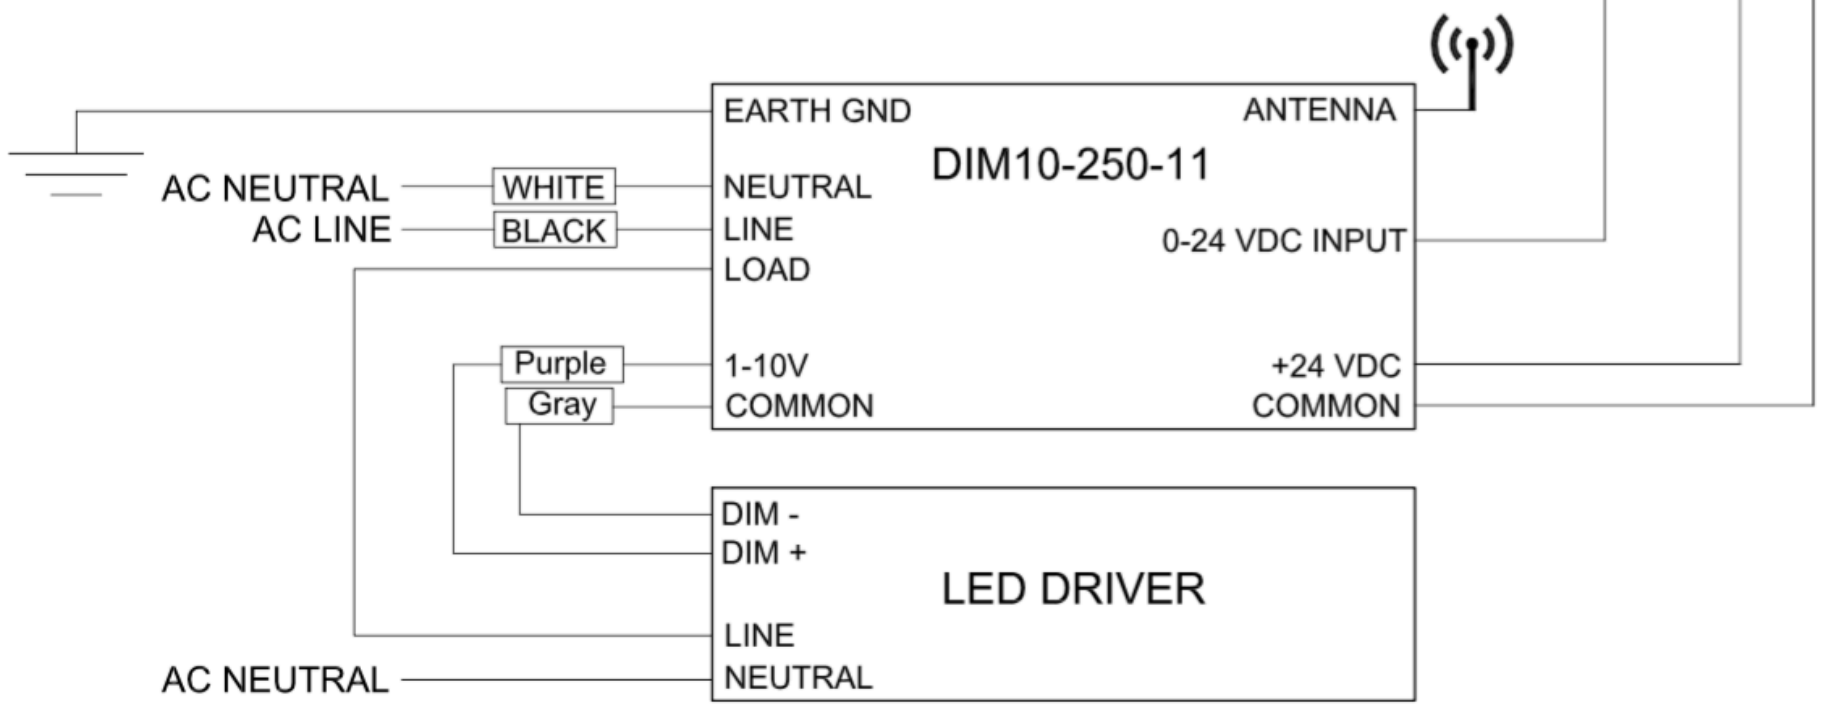 EARTH GND
ANTENNA
DIM10-250-11
AC NEUTRAL WHITE NEUTRAL
AC LINE BLACK LINE
0-24 VDC INPUT
LOAD
Purple 1-10V
+24 VDC
Gray COMMON
COMMON
DIM -
DIM +
LED DRIVER
LINE
AC NEUTRAL NEUTRAL